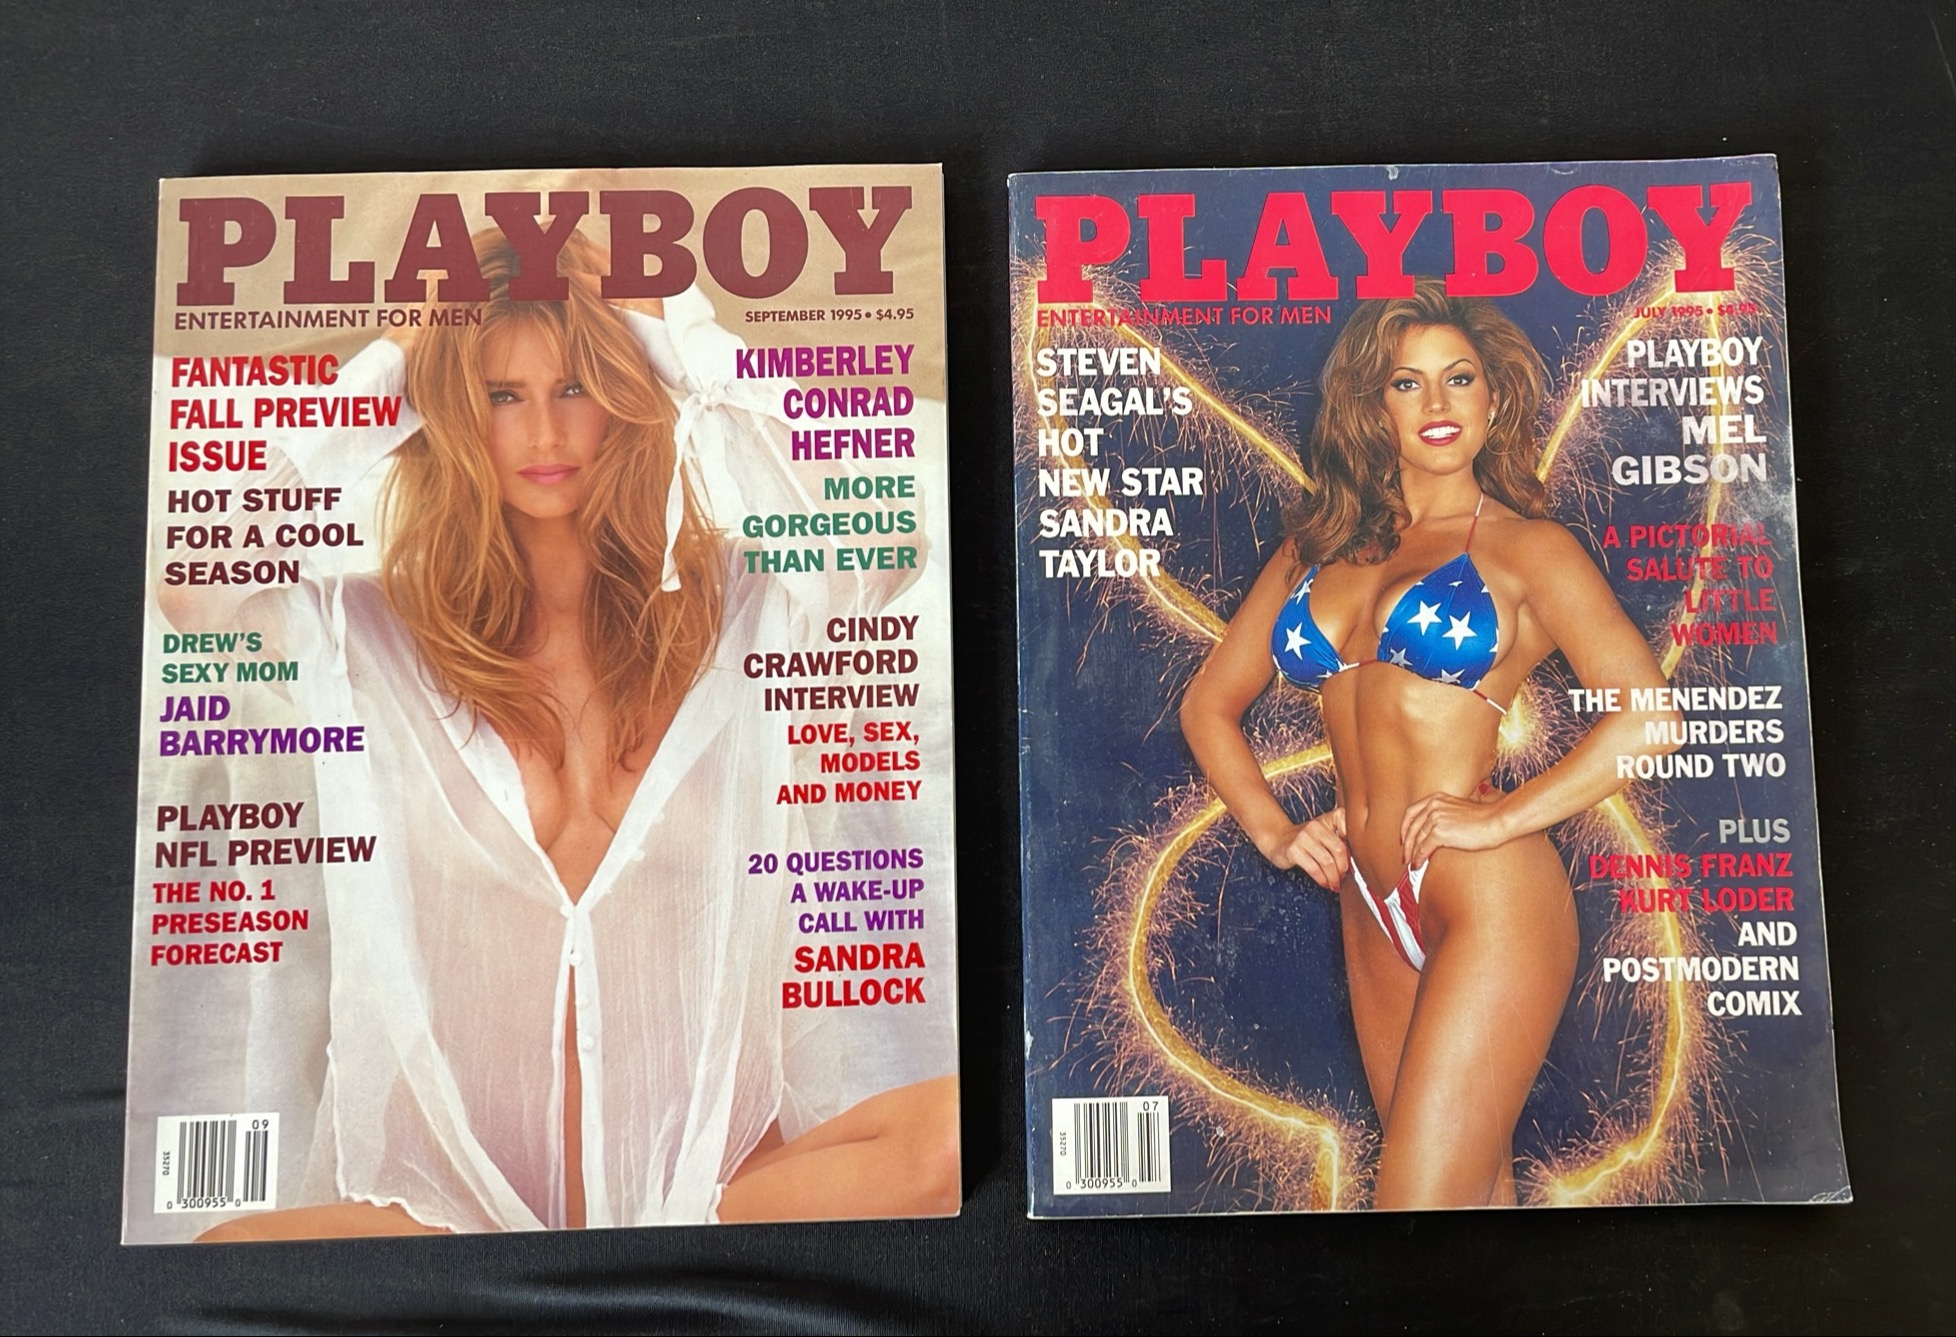 PLAYBOY
ENTERTAINMENT FOR MEN
SEPTEMBER 1995 • $4.95
FANTASTIC
FALL PREVIEW
ISSUE
HOT STUFF
FOR A COOL
SEASON
DREW'S
SEXY MOM
JAID
BARRYMORE
PLAYBOY
NFL PREVIEW
THE NO. 1
PRESEASON
FORECAST
KIMBERLEY
CONRAD
HEFNER
MORE
GORGEOUS
THAN EVER
CINDY
CRAWFORD
INTERVIEW
LOVE, SEX,
MODELS
AND MONEY
20 QUESTIONS
A WAKE-UP
CALL WITH
SANDRA
BULLOCK
09
35270
0 300955 0
PLAYBOY
ENTERTAINMENT FOR MEN
JULY 1995 • $4.95
STEVEN
SEAGAL'S
HOT
NEW STAR
SANDRA
TAYLOR
PLAYBOY
INTERVIEWS
MEL
GIBSON
A PICTORIAL
SALUTE TO
LITTLE
WOMEN
THE MENENDEZ
MURDERS
ROUND TWO
PLUS
DENNIS FRANZ
KURT LODER
AND
POSTMODERN
COMIX
07
35270
0 300955 0